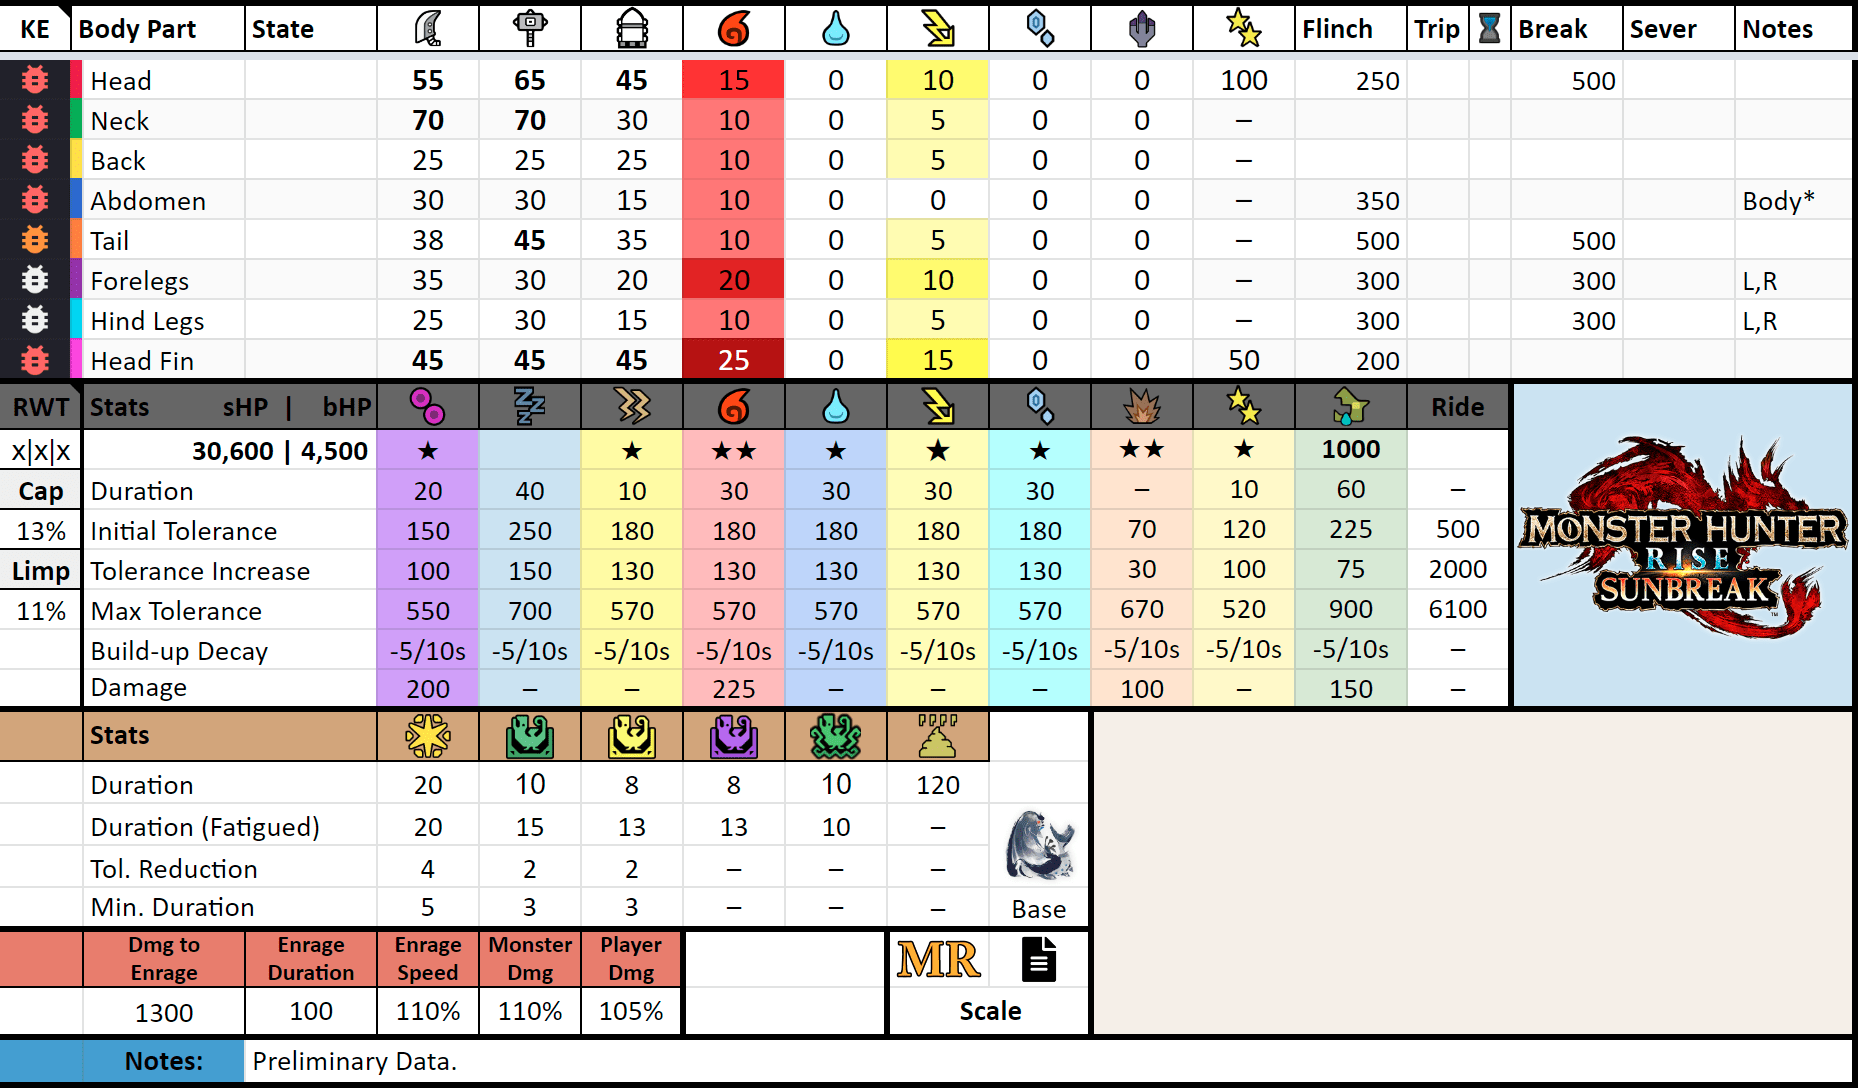 KE Body Part State Flinch Trip Break Sever Notes
Head 55 65 45 15 0 10 0 0 100 250 500
Neck 70 70 30 10 0 5 0 0 –
Back 25 25 25 10 0 5 0 0 –
Abdomen 30 30 15 10 0 0 0 0 – 350 Body*
Tail 38 45 35 10 0 5 0 0 – 500 500
Forelegs 35 30 20 20 0 10 0 0 – 300 300 L,R
Hind Legs 25 30 15 10 0 5 0 0 – 300 300 L,R
Head Fin 45 45 45 25 0 15 0 0 50 200
RWT Stats sHP | bHP Ride
x|x|x 30,600 | 4,500 ★ ★ ★★ ★ ★ ★ ★★ ★ 1000
Cap Duration 20 40 10 30 30 30 30 – 10 60 –
13% Initial Tolerance 150 250 180 180 180 180 180 70 120 225 500
Limp Tolerance Increase 100 150 130 130 130 130 130 30 100 75 2000
11% Max Tolerance 550 700 570 570 570 570 570 670 520 900 6100
Build-up Decay -5/10s -5/10s -5/10s -5/10s -5/10s -5/10s -5/10s -5/10s -5/10s -5/10s –
Damage 200 – – 225 – – – 100 – 150 –
MONSTER HUNTER
RISE
SUNBREAK™
Stats
Duration 20 10 8 8 10 120
Duration (Fatigued) 20 15 13 13 10 –
Tol. Reduction 4 2 2 – – –
Min. Duration 5 3 3 – – – Base
Dmg to Enrage Enrage Monster Player
Enrage Duration Speed Dmg Dmg MR
1300 100 110% 110% 105% Scale
Notes: Preliminary Data.